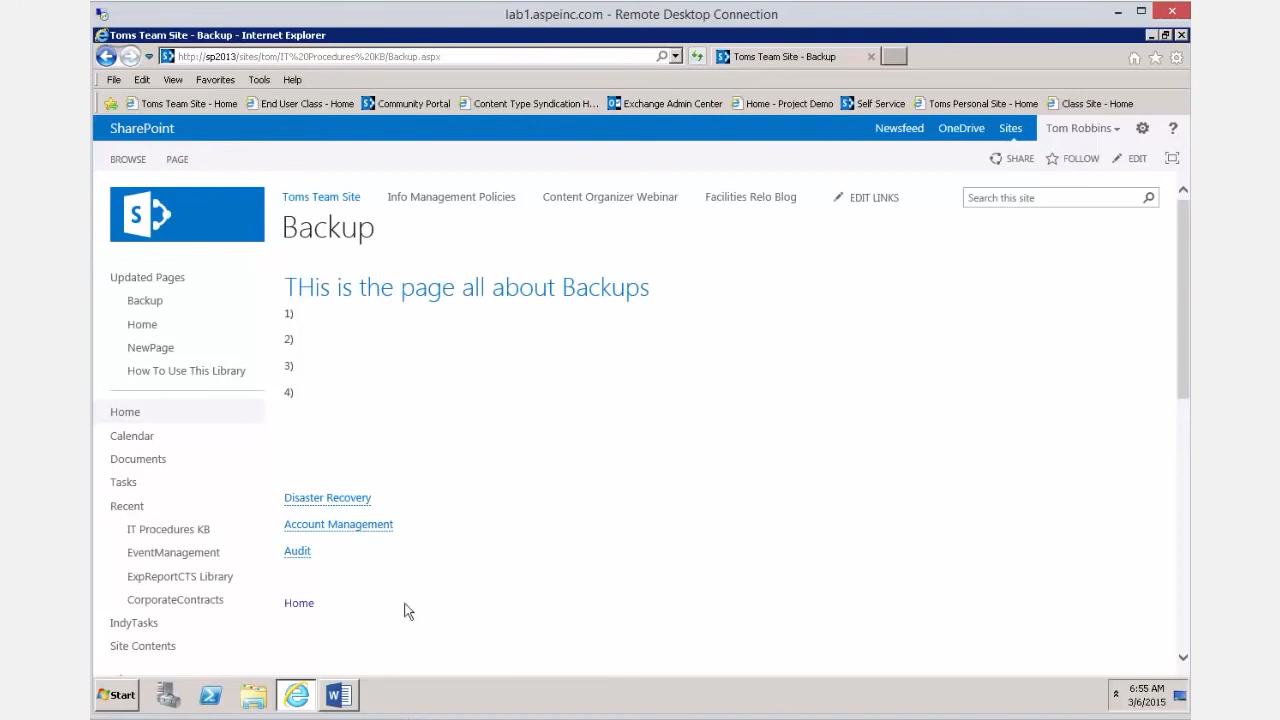 lab1.aspeinc.com - Remote Desktop Connection
Toms Team Site - Backup - Internet Explorer
http://sp2013/sites/tom/IT%20Procedures%20KB/Backup.aspx
Toms Team Site - Backup
File Edit View Favorites Tools Help
Toms Team Site - Home End User Class - Home Community Portal Content Type Syndication H... Exchange Admin Center Home - Project Demo Self Service Toms Personal Site - Home Class Site - Home
SharePoint Newsfeed OneDrive Sites Tom Robbins ?
BROWSE PAGE SHARE FOLLOW EDIT
S
Toms Team Site Info Management Policies Content Organizer Webinar Facilities Relo Blog EDIT LINKS Search this site
Backup
Updated Pages
Backup
Home
NewPage
How To Use This Library
Home
Calendar
Documents
Tasks
Recent
IT Procedures KB
EventManagement
ExpReportCTS Library
CorporateContracts
IndyTasks
Site Contents
THis is the page all about Backups
1)
2)
3)
4)
Disaster Recovery
Account Management
Audit
Home
Start
6:55 AM
3/6/2015